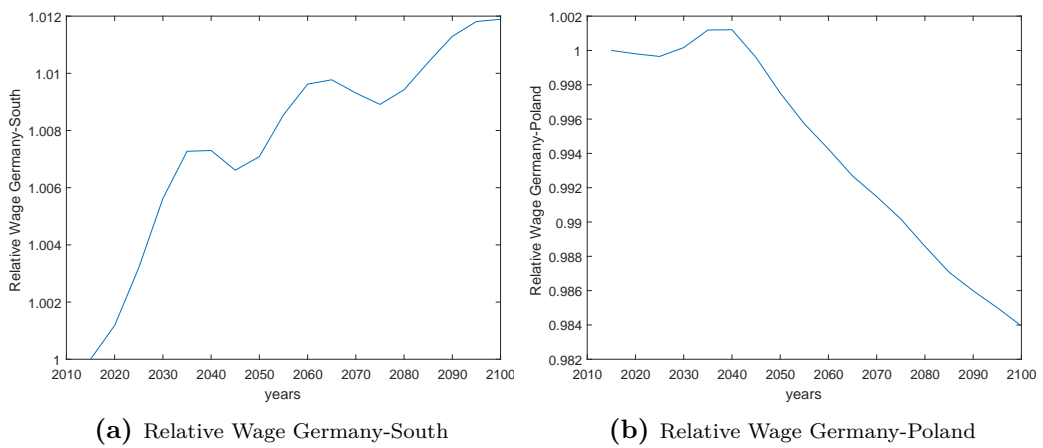 1.012
1.01
1.008
1.006
1.004
1.002
1
Relative Wage Germany-South
2010 2020 2030 2040 2050 2060 2070 2080 2090 2100
years
(a) Relative Wage Germany-South
1.002
1
0.998
0.996
0.994
0.992
0.99
0.988
0.986
0.984
0.982
Relative Wage Germany-Poland
2010 2020 2030 2040 2050 2060 2070 2080 2090 2100
years
(b) Relative Wage Germany-Poland